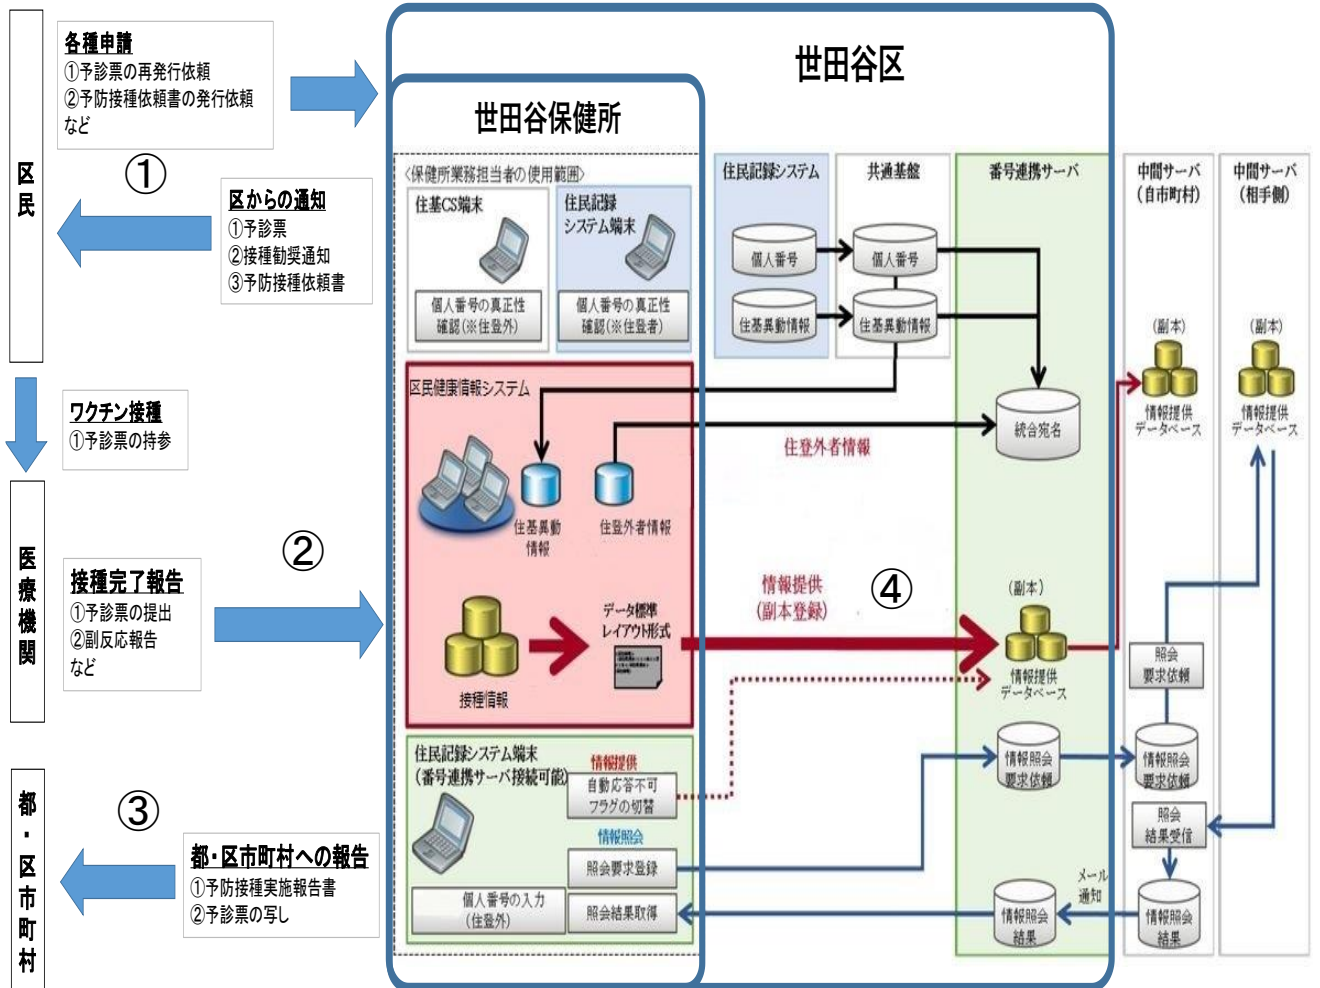 世田谷区
世田谷保健所
区民
各種申請
①予診票の再発行依頼
②予防接種依頼書の発行依頼
など
①
区からの通知
①予診票
②接種勧奨通知
③予防接種依頼書
ワクチン接種
①予診票の持参
医療機関
接種完了報告
①予診票の提出
②副反応報告
など
②
都・区市町村
③
都・区市町村への報告
①予防接種実施報告書
②予診票の写し
<保健所業務担当者の使用範囲>
住基CS端末
個人番号の真正性
確認(※住登外)
住民記録
システム端末
個人番号の真正性
確認(※住登者)
区民健康情報システム
住基異動
情報
住登外者情報
接種情報
データ標準
レイアウト形式
住民記録システム端末
(番号連携サーバ接続可能)
個人番号の入力
(住登外)
情報提供
自動応答不可
フラグの切替
情報照会
照会要求登録
照会結果取得
住民記録システム
個人番号
住基異動情報
共通基盤
個人番号
住基異動情報
住登外者情報
情報提供
(副本登録)
④
番号連携サーバ
統合宛名
(副本)
情報提供
データベース
情報照会
要求依頼
情報照会
結果
メール
通知
中間サーバ
(自市町村)
(副本)
情報提供
データベース
照会
要求依頼
情報照会
要求依頼
照会
結果受信
情報照会
結果
中間サーバ
(相手側)
(副本)
情報提供
データベース